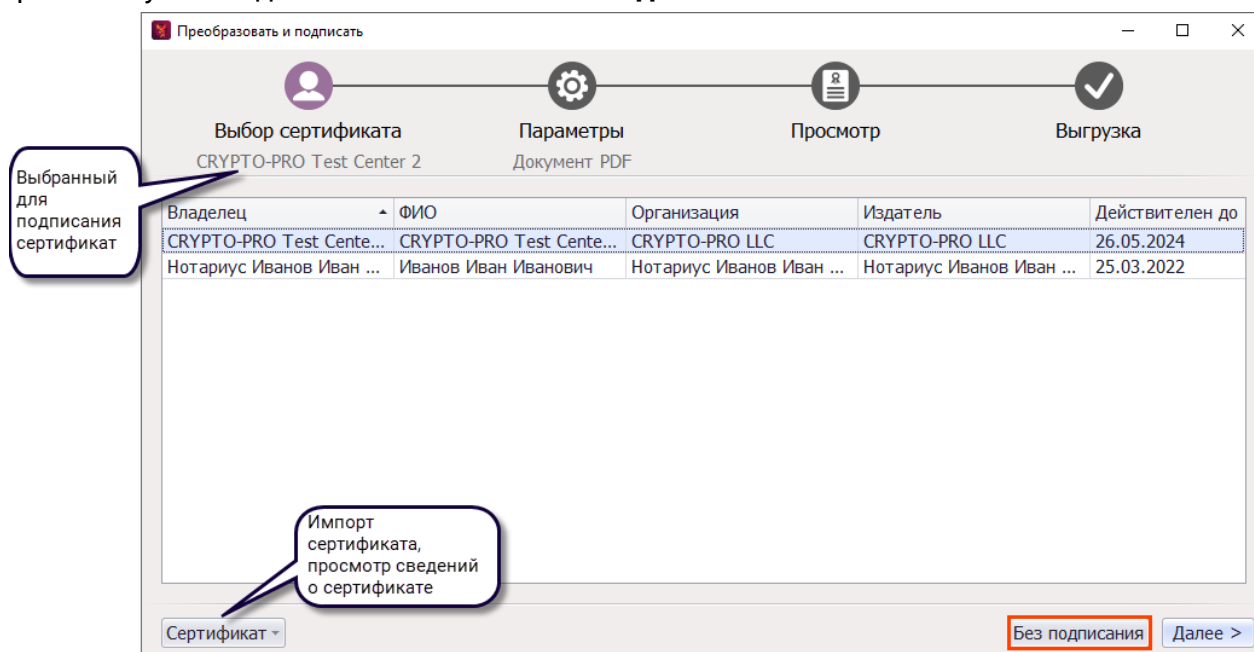 Преобразовать и подписать
Выбор сертификата Параметры Просмотр Выгрузка
CRYPTO-PRO Test Center 2 Документ PDF
Выбранный
для
подписания
сертификат
Владелец ФИО Организация Издатель Действителен до
CRYPTO-PRO Test Cente... CRYPTO-PRO Test Cente... CRYPTO-PRO LLC CRYPTO-PRO LLC 26.05.2024
Нотариус Иванов Иван ... Иванов Иван Иванович Нотариус Иванов Иван ... Нотариус Иванов Иван ... 25.03.2022
Импорт
сертификата,
просмотр сведений
о сертификате
Сертификат Без подписания Далее >